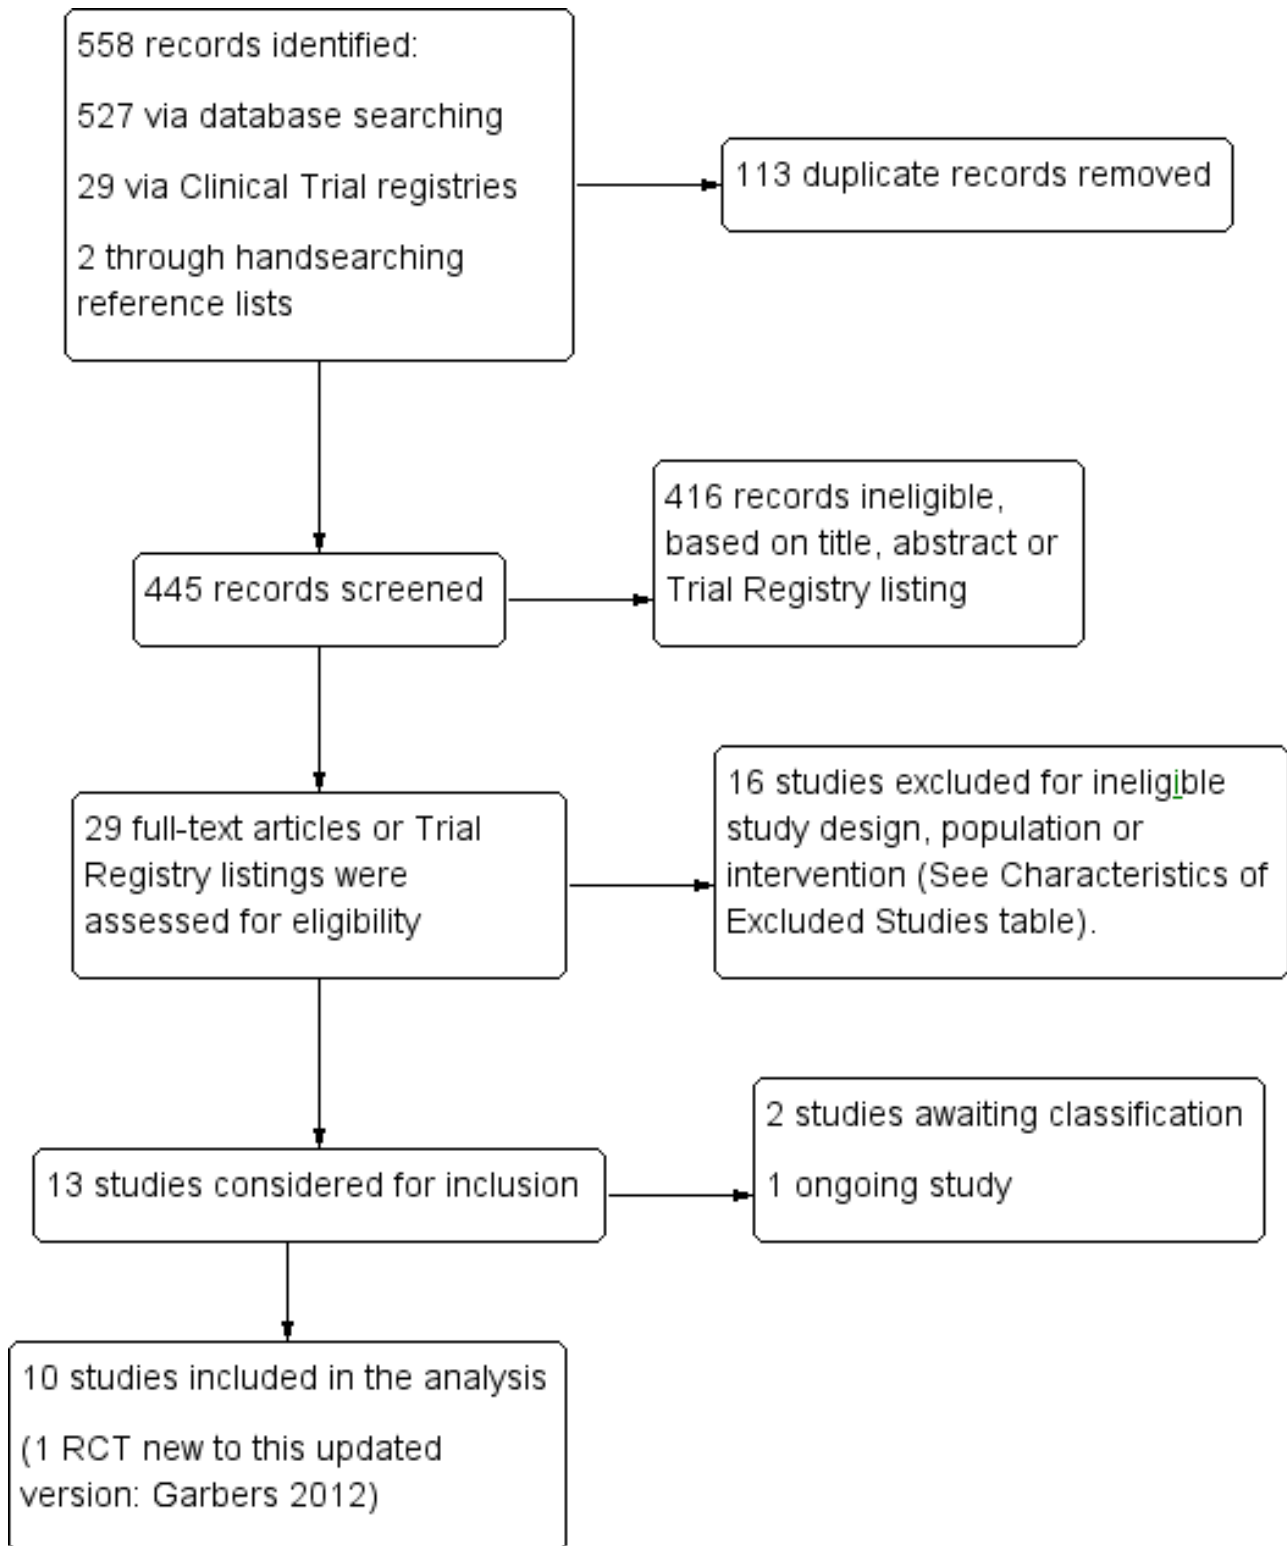 558 records identified:
527 via database searching
29 via Clinical Trial registries
2 through handsearching
reference lists
113 duplicate records removed
445 records screened
416 records ineligible,
based on title, abstract or
Trial Registry listing
29 full-text articles or Trial
Registry listings were
assessed for eligibility
16 studies excluded for ineligible
study design, population or
intervention (See Characteristics of
Excluded Studies table).
13 studies considered for inclusion
2 studies awaiting classification
1 ongoing study
10 studies included in the analysis
(1 RCT new to this updated
version: Garbers 2012)